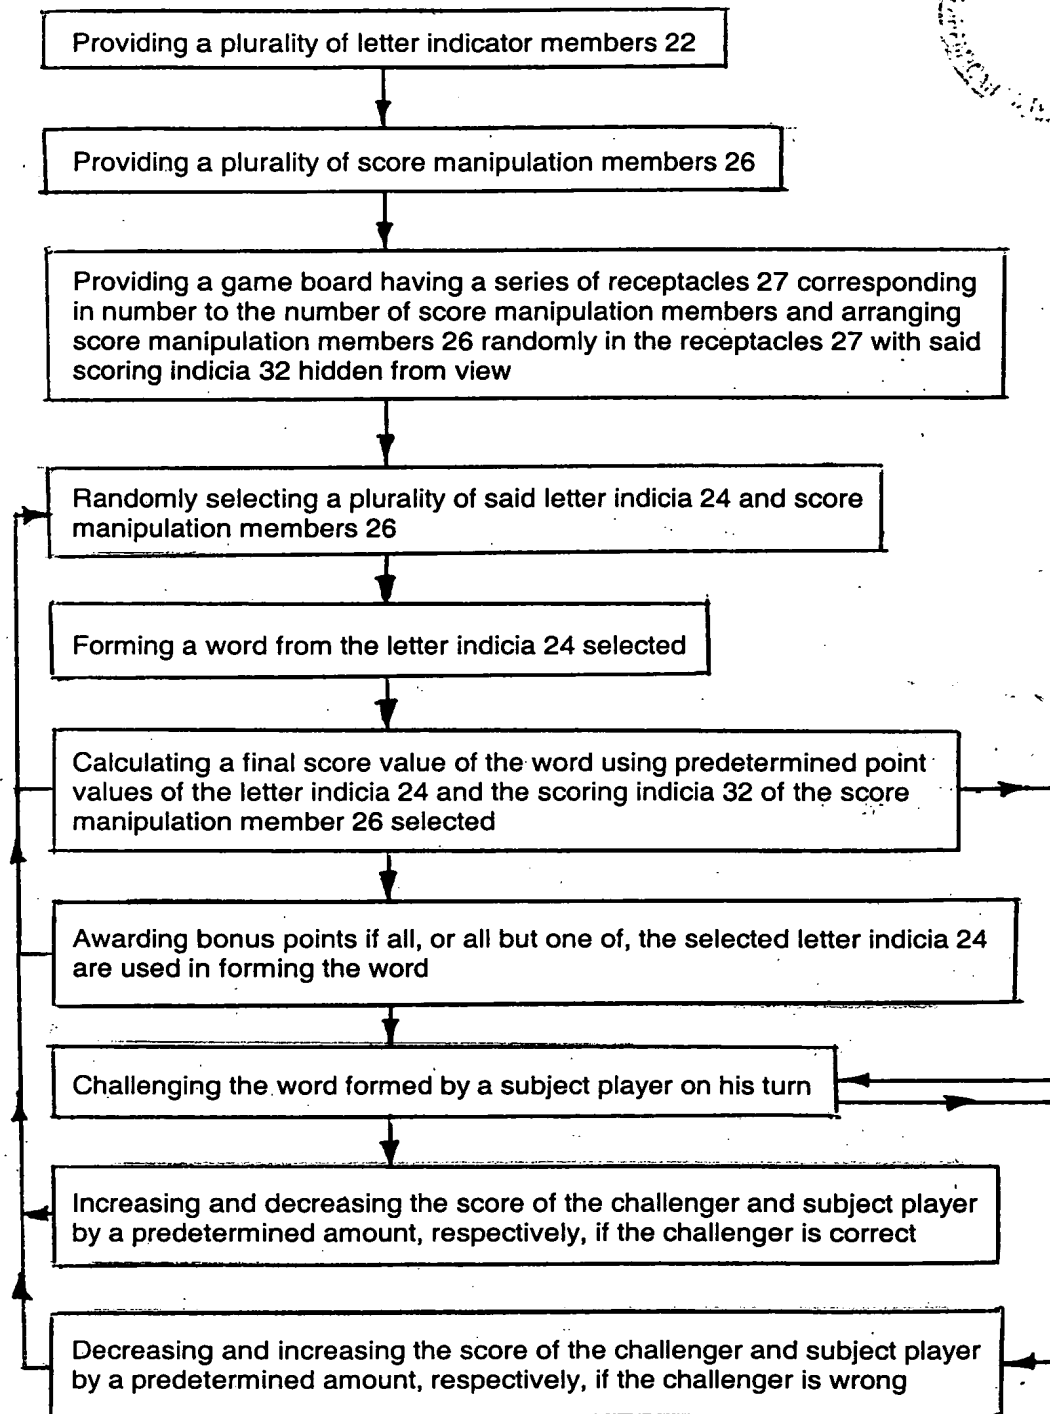 Providing a plurality of letter indicator members 22
Providing a plurality of score manipulation members 26
Providing a game board having a series of receptacles 27 corresponding
in number to the number of score manipulation members and arranging
score manipulation members 26 randomly in the receptacles 27 with said
scoring indicia 32 hidden from view
Randomly selecting a plurality of said letter indicia 24 and score
manipulation members 26
Forming a word from the letter indicia 24 selected
Calculating a final score value of the word using predetermined point
values of the letter indicia 24 and the scoring indicia 32 of the score
manipulation member 26 selected
Awarding bonus points if all, or all but one of, the selected letter indicia 24
are used in forming the word
Challenging the word formed by a subject player on his turn
Increasing and decreasing the score of the challenger and subject player
by a predetermined amount, respectively, if the challenger is correct
Decreasing and increasing the score of the challenger and subject player
by a predetermined amount, respectively, if the challenger is wrong